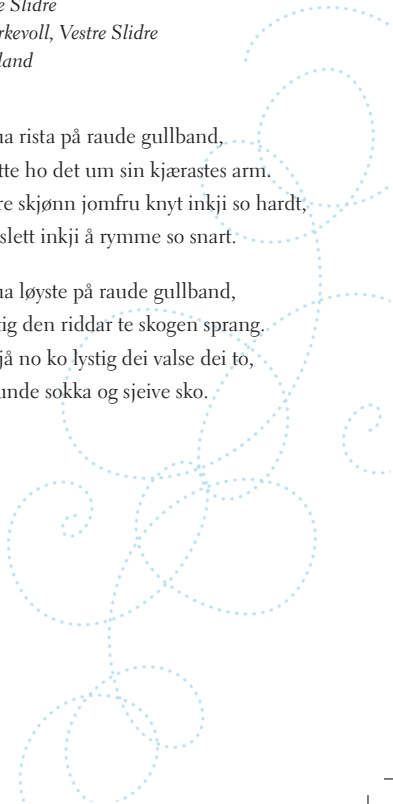 e Slidre
rkevoll, Vestre Slidre
land
ua rista på raude gullband,
tte ho det um sin kjærastes arm.
re skjønn jomfru knyt inkji so hardt,
slett inkji å rymme so snart.
ua løyste på raude gullband,
tig den riddar te skogen sprang.
jå no ko lystig dei valse dei to,
unde sokka og sjeive sko.